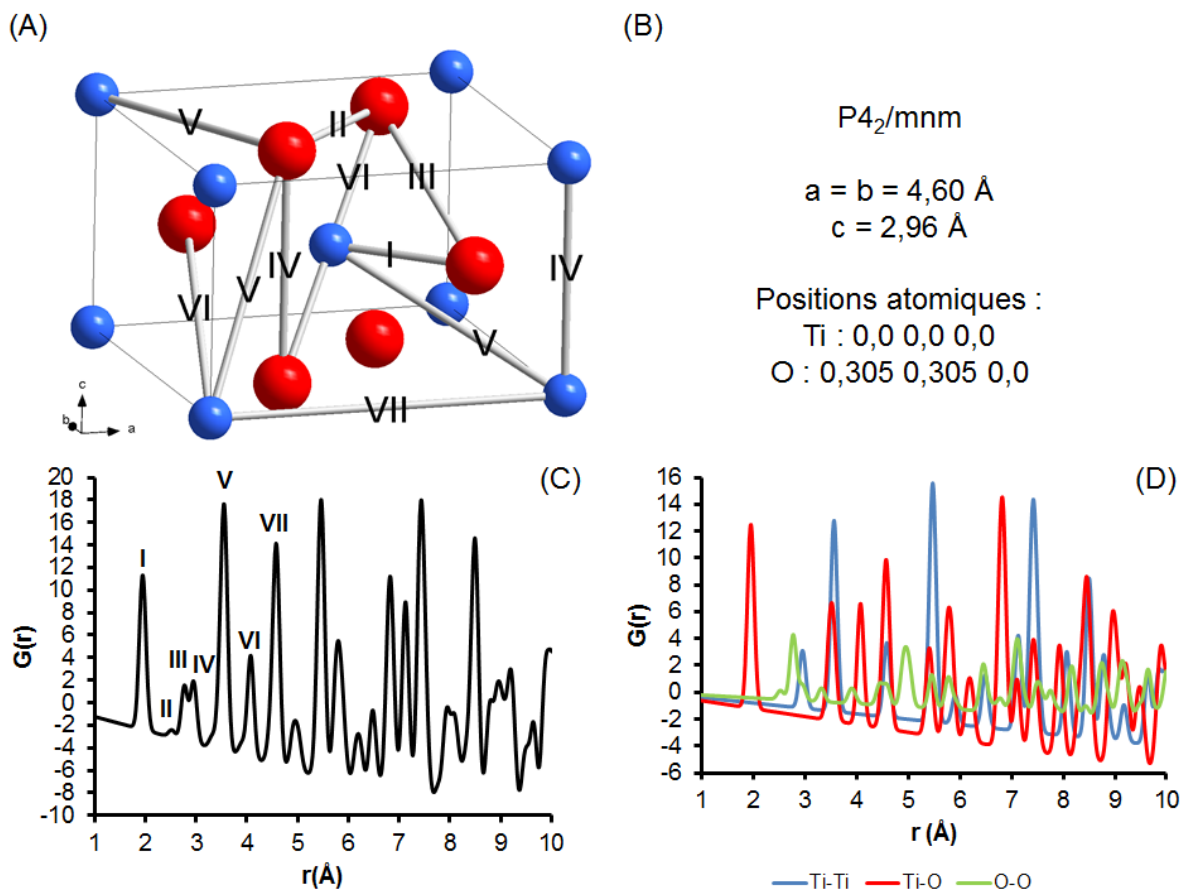 (A)
(B)
V
II
VI
III
I
IV
IV
V
VI
V
VII
c
b
a
P4₂/mnm
a = b = 4,60 Å
c = 2,96 Å
Positions atomiques :
Ti : 0,0 0,0 0,0
O : 0,305 0,305 0,0
(C)
20
18
16
14
12
10
8
6
4
2
0
-2
-4
-6
-8
-10
G(r)
I
II
III
IV
V
VI
VII
1 2 3 4 5 6 7 8 9 10
r(Å)
(D)
16
14
12
10
8
6
4
2
0
-2
-4
-6
G(r)
1 2 3 4 5 6 7 8 9 10
r (Å)
Ti-Ti Ti-O O-O